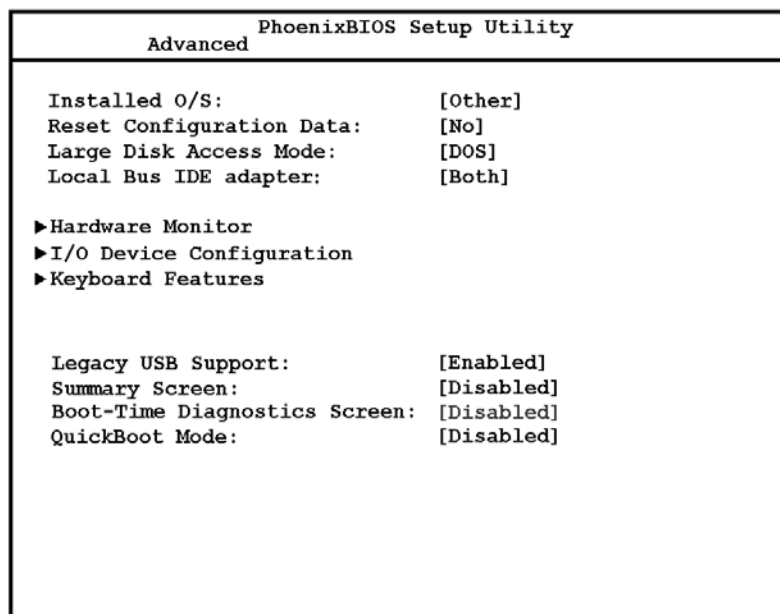 PhoenixBIOS Setup Utility
Advanced
Installed O/S: [Other]
Reset Configuration Data: [No]
Large Disk Access Mode: [DOS]
Local Bus IDE adapter: [Both]
▶Hardware Monitor
▶I/O Device Configuration
▶Keyboard Features
Legacy USB Support: [Enabled]
Summary Screen: [Disabled]
Boot-Time Diagnostics Screen: [Disabled]
QuickBoot Mode: [Disabled]